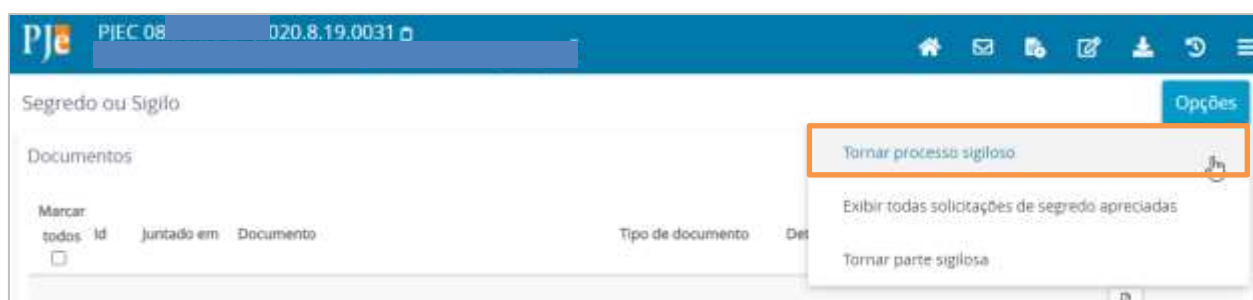 PJe PJEC 08 020.8.19.0031
Segredo ou Sigilo
Opções
Documentos
Tornar processo sigiloso
Marcar
todos Id Juntado em Documento Tipo de documento Det
Exibir todas solicitações de segredo apreciadas
Tornar parte sigilosa